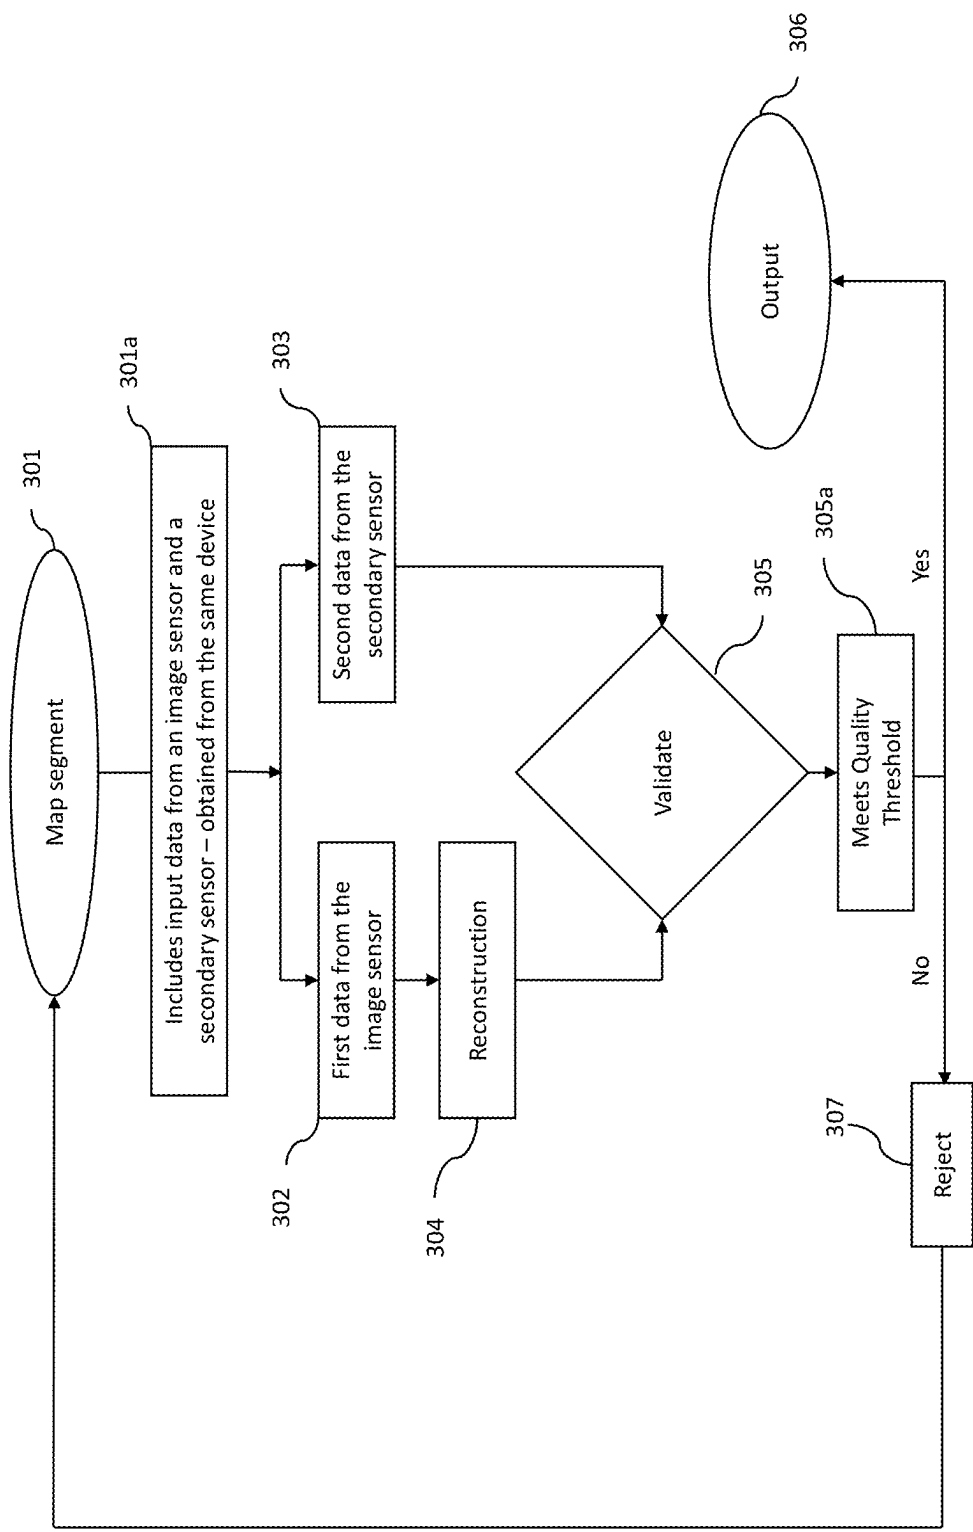 301
Map segment
301a
Includes input data from an image sensor and a
secondary sensor – obtained from the same device
302
First data from the
image sensor
303
Second data from the
secondary sensor
304
Reconstruction
305
Validate
305a
Meets Quality
Threshold
No
Yes
307
Reject
306
Output